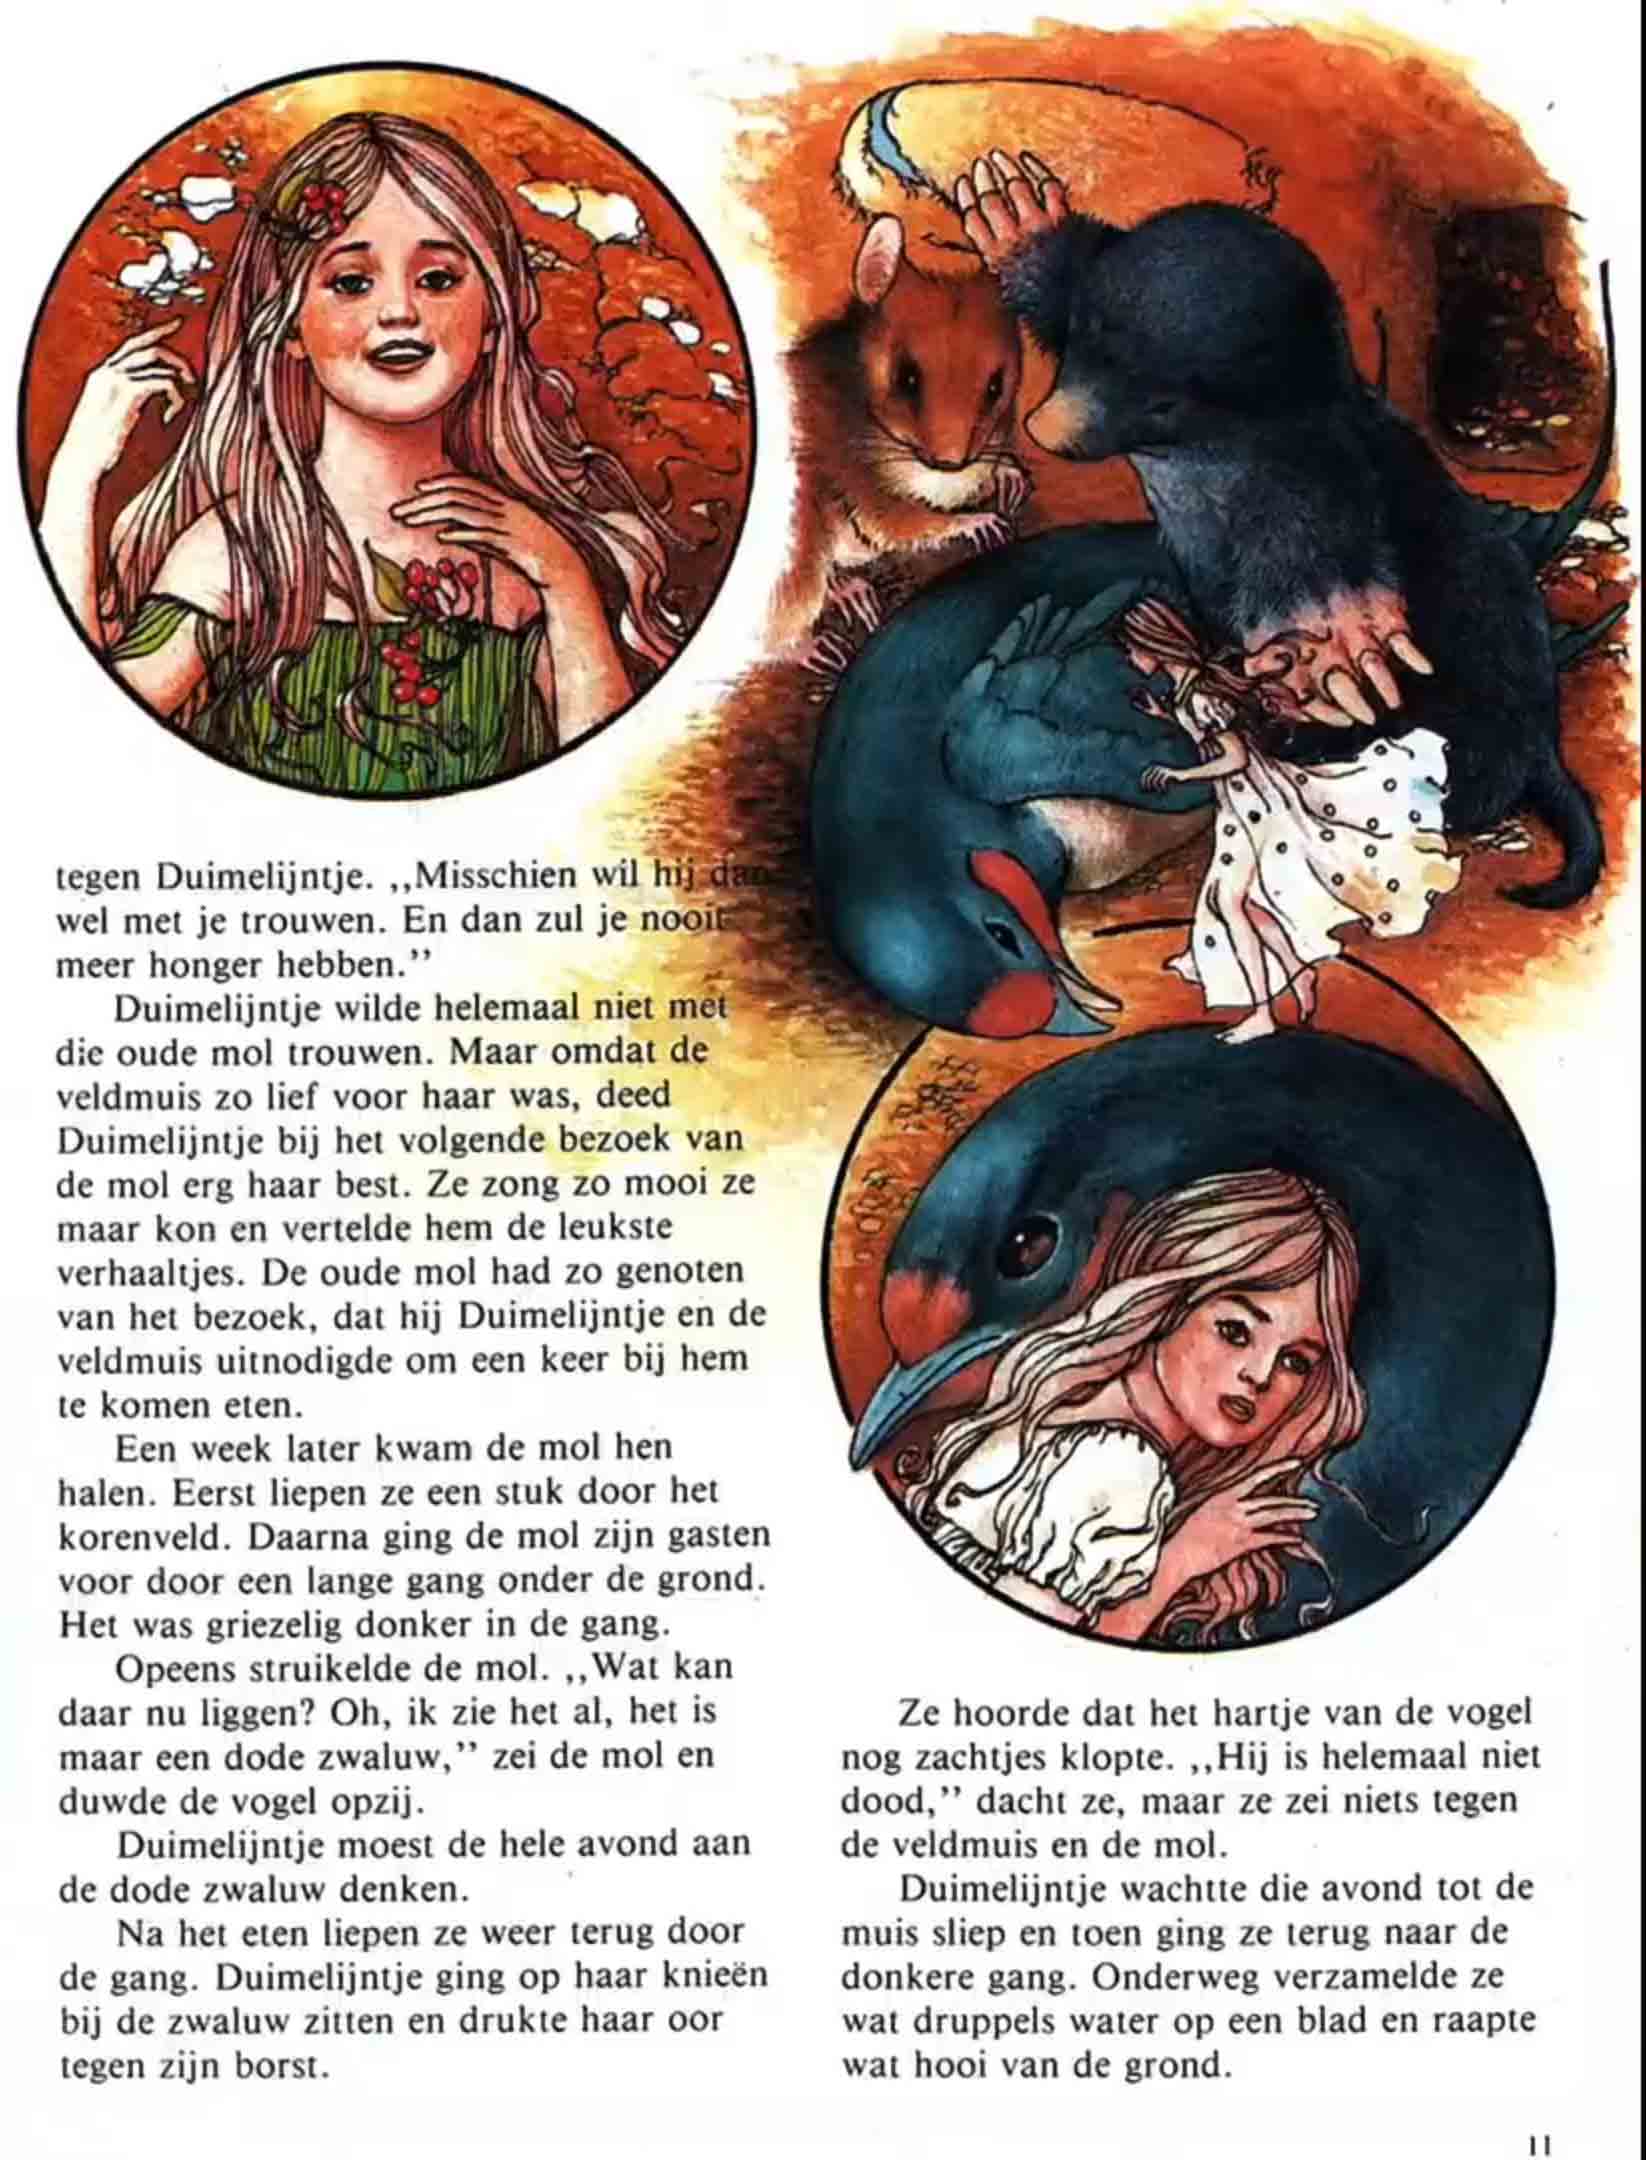 tegen Duimelijntje. ,,Misschien wil hij dan
wel met je trouwen. En dan zul je nooit
meer honger hebben.”
Duimelijntje wilde helemaal niet met
die oude mol trouwen. Maar omdat de
veldmuis zo lief voor haar was, deed
Duimelijntje bij het volgende bezoek van
de mol erg haar best. Ze zong zo mooi ze
maar kon en vertelde hem de leukste
verhaaltjes. De oude mol had zo genoten
van het bezoek, dat hij Duimelijntje en de
veldmuis uitnodigde om een keer bij hem
te komen eten.
Een week later kwam de mol hen
halen. Eerst liepen ze een stuk door het
korenveld. Daarna ging de mol zijn gasten
voor door een lange gang onder de grond.
Het was griezelig donker in de gang.
Opeens struikelde de mol. ,,Wat kan
daar nu liggen? Oh, ik zie het al, het is
maar een dode zwaluw,” zei de mol en
duwde de vogel opzij.
Duimelijntje moest de hele avond aan
de dode zwaluw denken.
Na het eten liepen ze weer terug door
de gang. Duimelijntje ging op haar knieën
bij de zwaluw zitten en drukte haar oor
tegen zijn borst.
Ze hoorde dat het hartje van de vogel
nog zachtjes klopte. ,,Hij is helemaal niet
dood,” dacht ze, maar ze zei niets tegen
de veldmuis en de mol.
Duimelijntje wachtte die avond tot de
muis sliep en toen ging ze terug naar de
donkere gang. Onderweg verzamelde ze
wat druppels water op een blad en raapte
wat hooi van de grond.
11